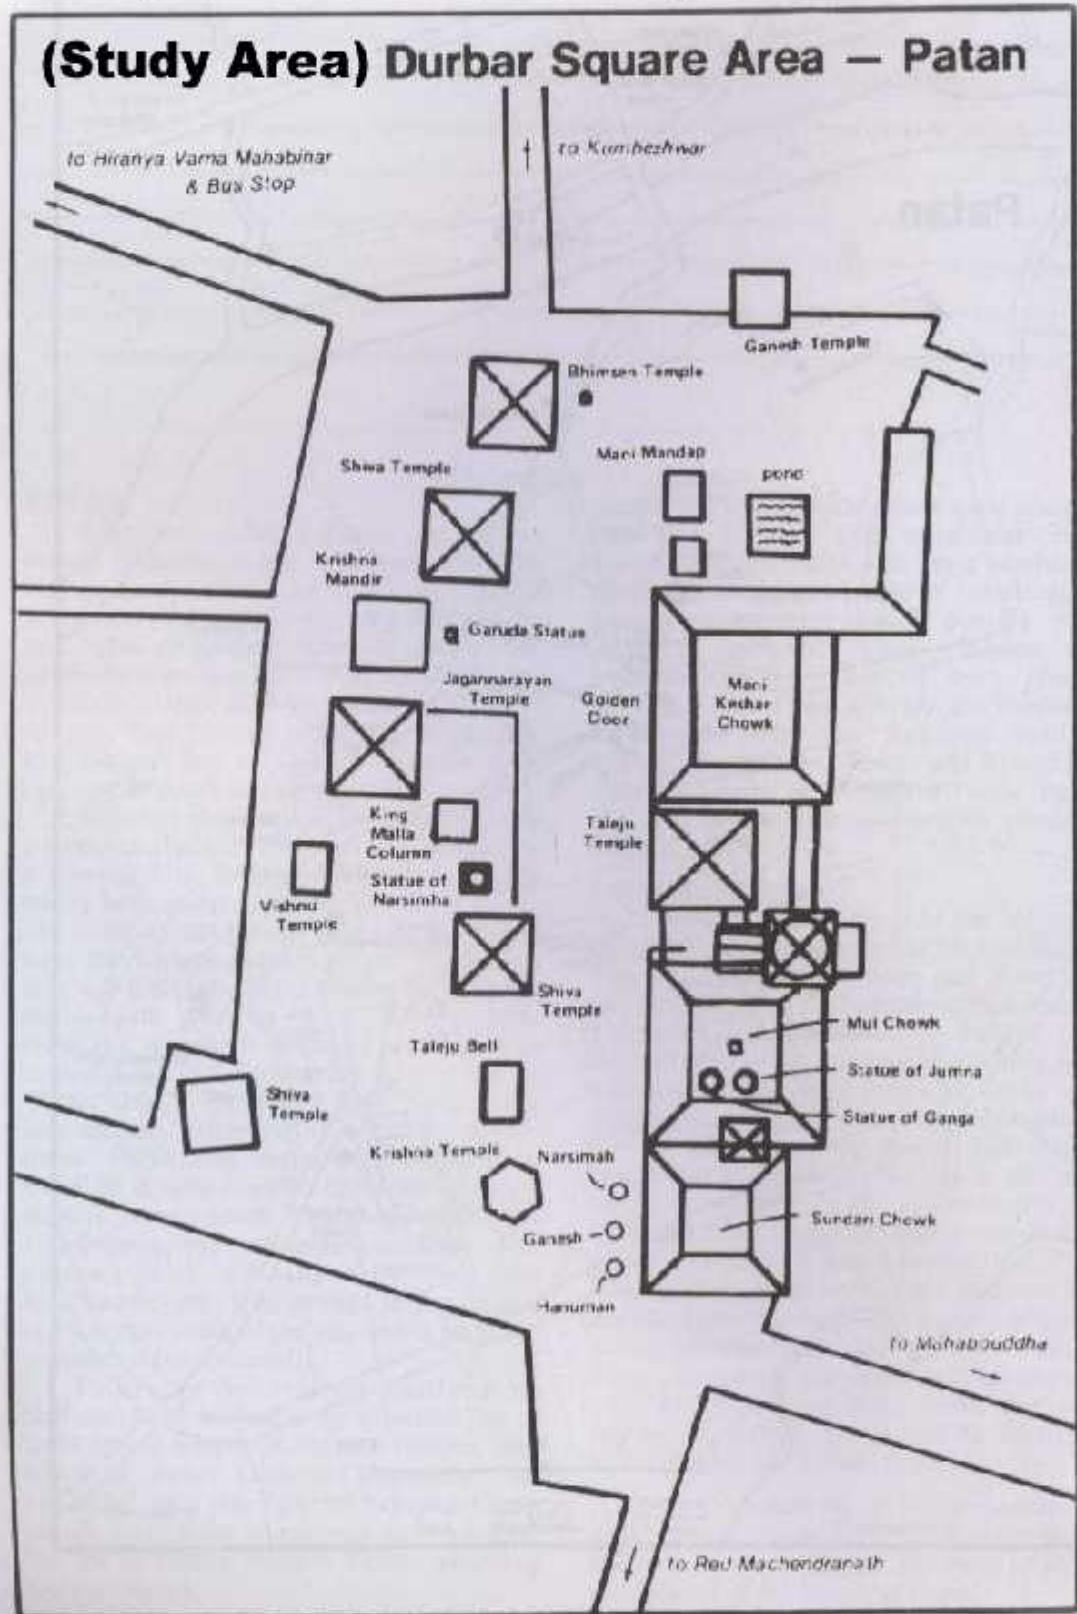 (Study Area) Durbar Square Area — Patan
to Hiranya Varna Mahabihar
& Bus Stop
to Kumbeshwar
Patan
Ganesh Temple
Bhimsen Temple
Mani Mandap
pond
Shiva Temple
Krishna
Mandir
Garuda Statue
Jagannarayan
Temple
Golden
Door
Mani
Keshar
Chowk
King
Malla
Column
Taleju
Temple
Statue of
Narsimha
Vishnu
Temple
Shiva
Temple
Mul Chowk
Taleju Bell
Statue of Jumna
Shiva
Temple
Statue of Ganga
Krishna Temple
Narsimah
Sundari Chowk
Ganesh
Hanuman
to Mahabouddha
to Red Machendranath